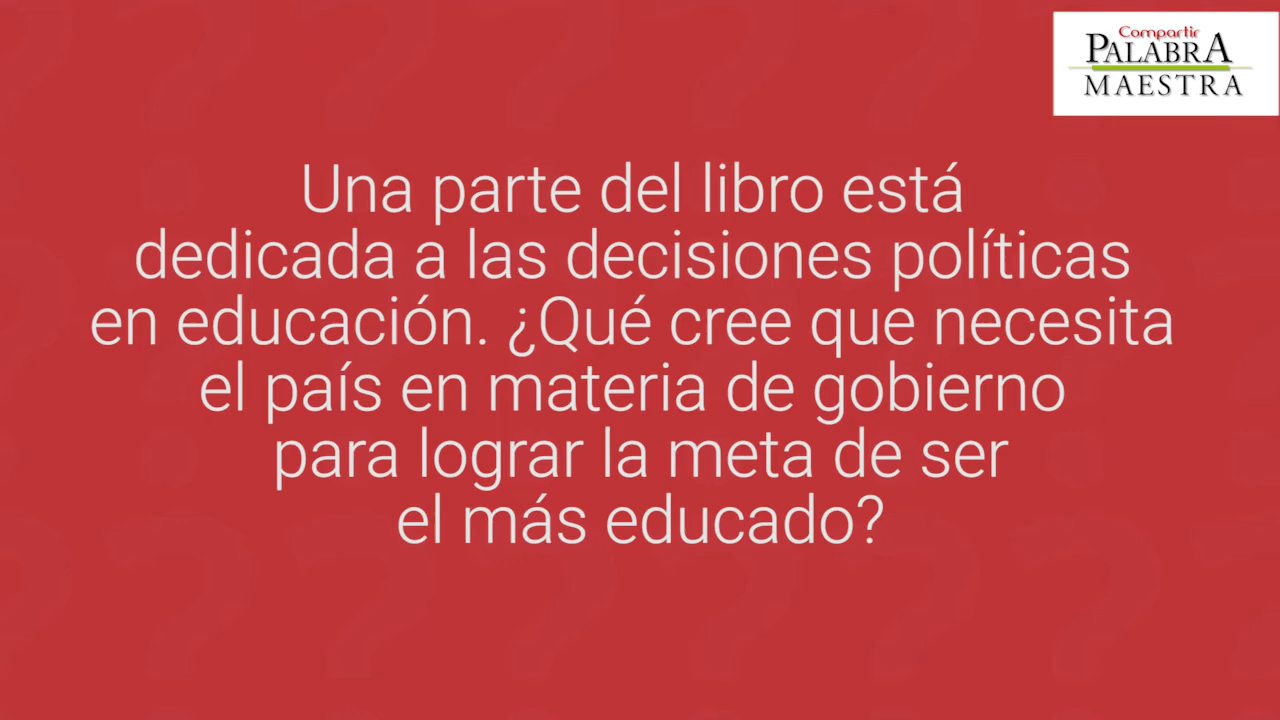 Compartir
PALABRA
MAESTRA
Una parte del libro está
dedicada a las decisiones políticas
en educación. ¿Qué cree que necesita
el país en materia de gobierno
para lograr la meta de ser
el más educado?